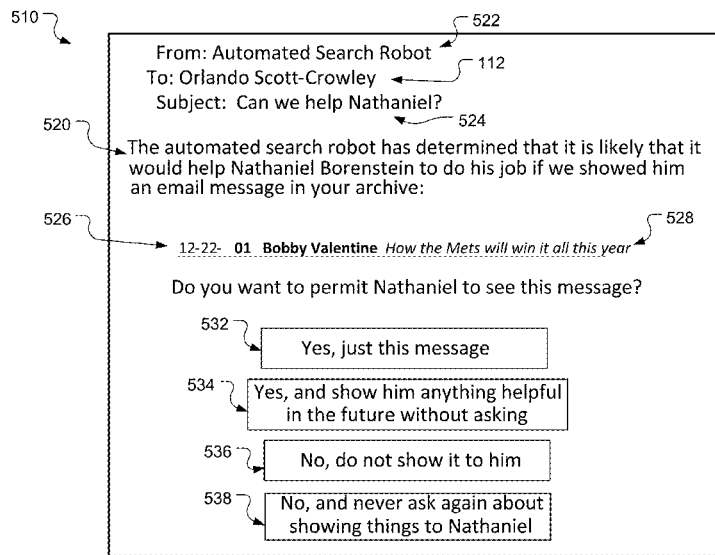 510
From: Automated Search Robot
522
To: Orlando Scott-Crowley
112
Subject: Can we help Nathaniel?
524
520
The automated search robot has determined that it is likely that it
would help Nathaniel Borenstein to do his job if we showed him
an email message in your archive:
526
528
12-22- 01 Bobby Valentine How the Mets will win it all this year
Do you want to permit Nathaniel to see this message?
532
Yes, just this message
534
Yes, and show him anything helpful
in the future without asking
536
No, do not show it to him
538
No, and never ask again about
showing things to Nathaniel